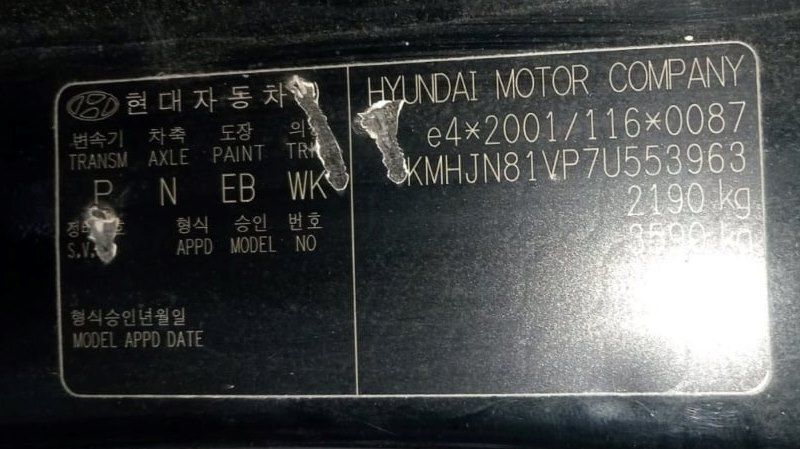 현대자동차
변속기 차축 도장
TRANSM AXLE PAINT
P N EB WK
형식 승인 번호
S.V. APPD MODEL NO
형식승인년월일
MODEL APPD DATE
HYUNDAI MOTOR COMPANY
e4*2001/116*0087
KMHJN81VP7U553963
2190 kg
3590 kg